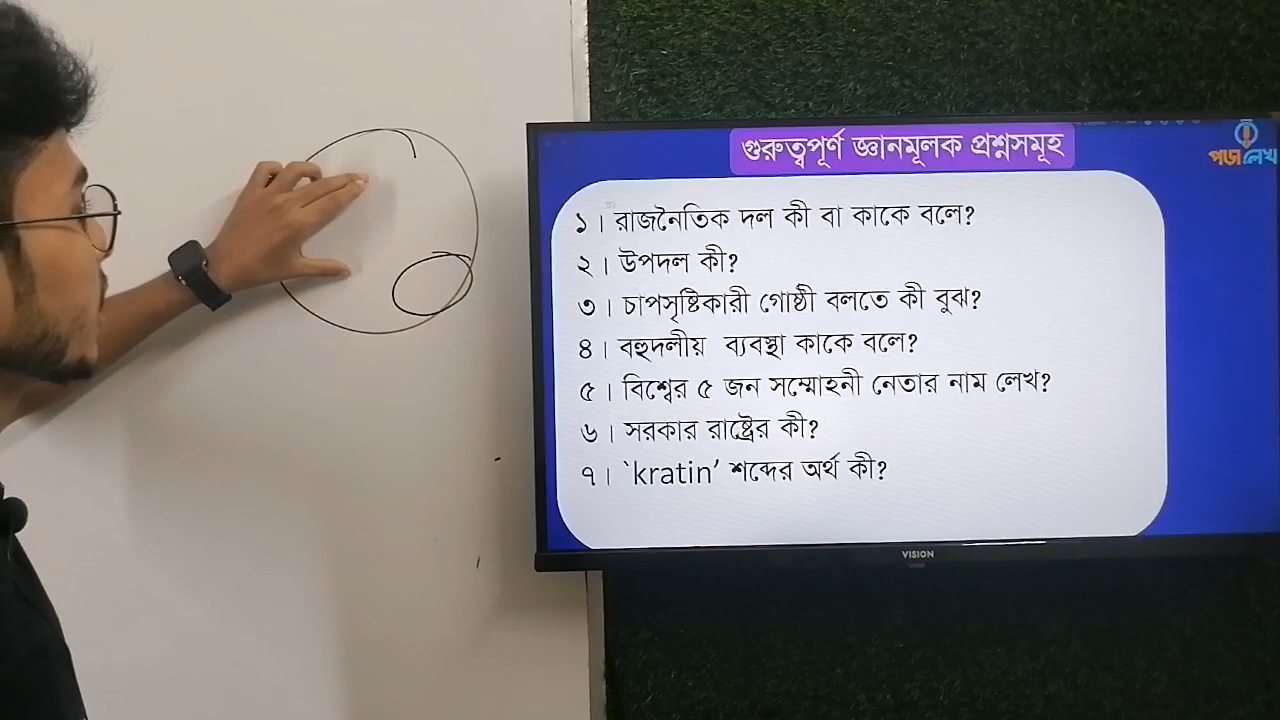 গুরুত্বপূর্ণ জ্ঞানমূলক প্রশ্নসমূহ
পড়ালেখা
১। রাজনৈতিক দল কী বা কাকে বলে?
২। উপদল কী?
৩। চাপসৃষ্টিকারী গোষ্ঠী বলতে কী বুঝ?
৪। বহুদলীয় ব্যবস্থা কাকে বলে?
৫। বিশ্বের ৫ জন সম্মোহনী নেতার নাম লেখ?
৬। সরকার রাষ্ট্রের কী?
৭। `kratin’ শব্দের অর্থ কী?
VISION